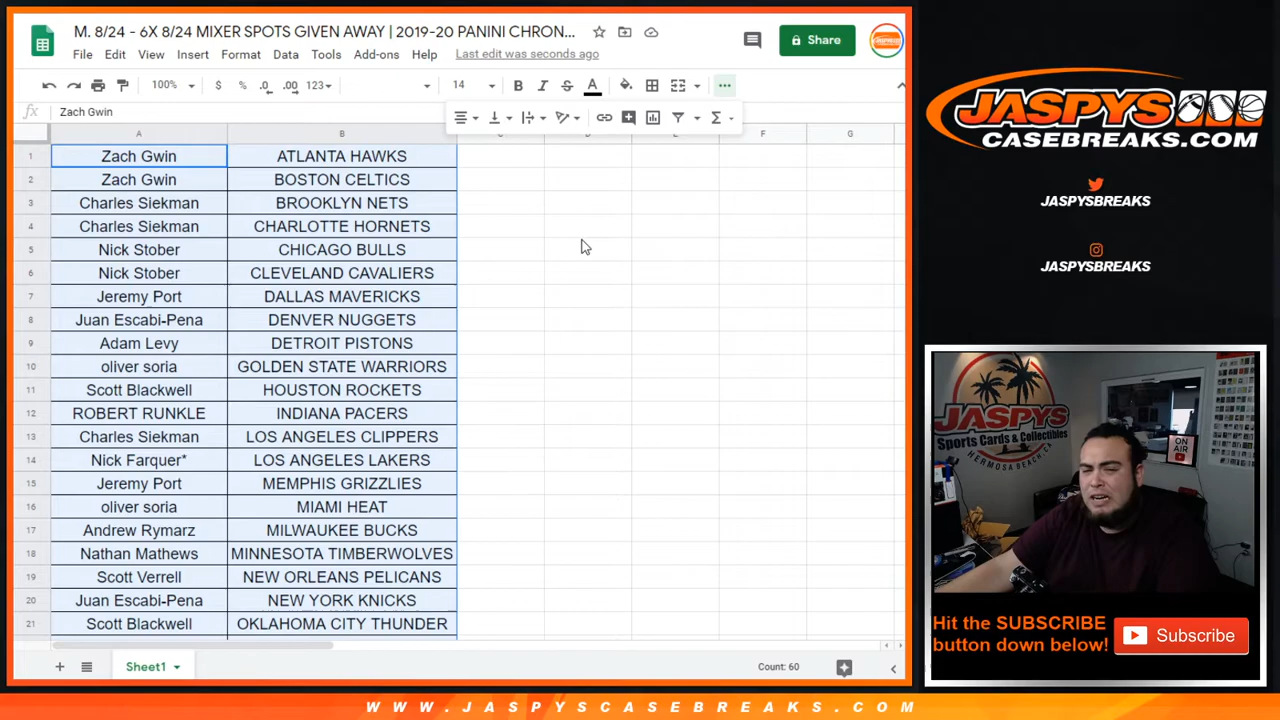 M. 8/24 - 6X 8/24 MIXER SPOTS GIVEN AWAY | 2019-20 PANINI CHRON...
File Edit View Insert Format Data Tools Add-ons Help Last edit was seconds ago
Share
100% $ % .0 .00 123 14 B I S A
fx Zach Gwin
A B C D E F G
1 Zach Gwin ATLANTA HAWKS
2 Zach Gwin BOSTON CELTICS
3 Charles Siekman BROOKLYN NETS
4 Charles Siekman CHARLOTTE HORNETS
5 Nick Stober CHICAGO BULLS
6 Nick Stober CLEVELAND CAVALIERS
7 Jeremy Port DALLAS MAVERICKS
8 Juan Escabi-Pena DENVER NUGGETS
9 Adam Levy DETROIT PISTONS
10 oliver soria GOLDEN STATE WARRIORS
11 Scott Blackwell HOUSTON ROCKETS
12 ROBERT RUNKLE INDIANA PACERS
13 Charles Siekman LOS ANGELES CLIPPERS
14 Nick Farquer* LOS ANGELES LAKERS
15 Jeremy Port MEMPHIS GRIZZLIES
16 oliver soria MIAMI HEAT
17 Andrew Rymarz MILWAUKEE BUCKS
18 Nathan Mathews MINNESOTA TIMBERWOLVES
19 Scott Verrell NEW ORLEANS PELICANS
20 Juan Escabi-Pena NEW YORK KNICKS
21 Scott Blackwell OKLAHOMA CITY THUNDER
Sheet1
Count: 60
JASPYS
CASEBREAKS.COM
JASPYSBREAKS
JASPYSBREAKS
JASPYS
Sports Cards & Collectibles
HERMOSA BEACH, CA
ON AIR
Hit the SUBSCRIBE
button down below!
Subscribe
WWW.JASPYSCASEBREAKS.COM